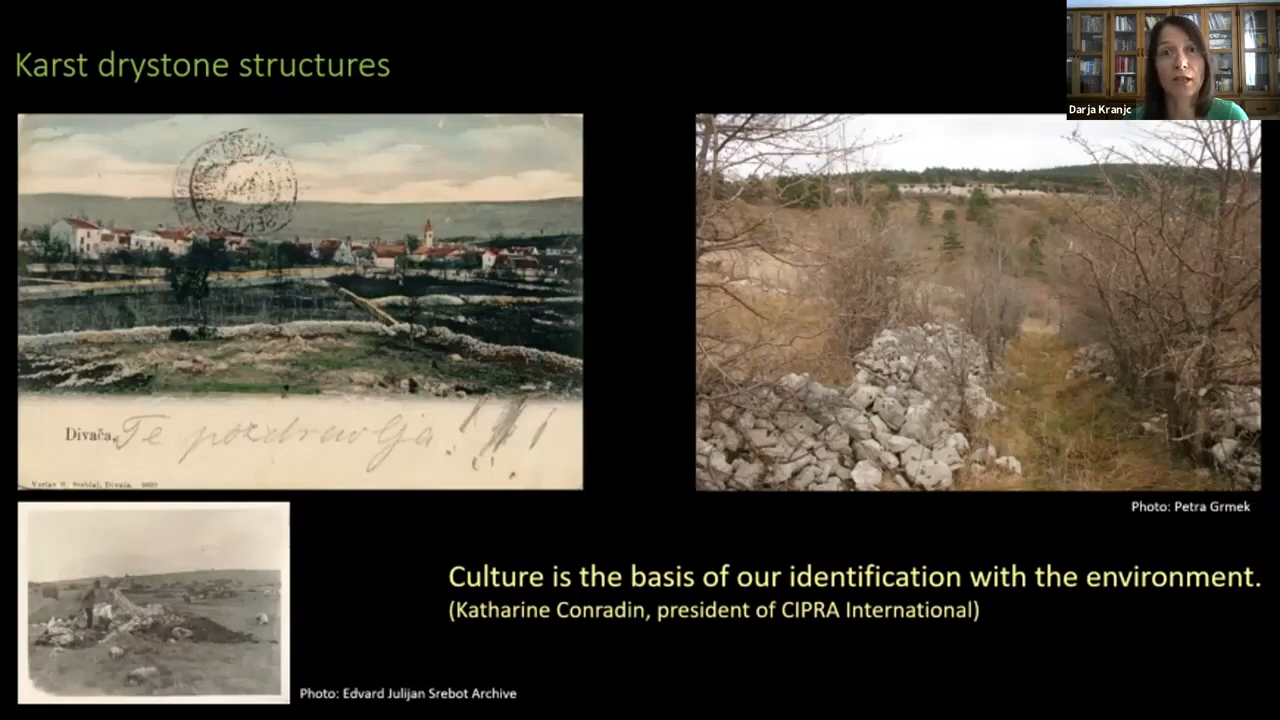 Karst drystone structures
Darja Kranjc
Divača.
Te pozdravlja
Photo: Petra Grmek
Culture is the basis of our identification with the environment.
(Katharine Conradin, president of CIPRA International)
Photo: Edvard Julijan Srebot Archive